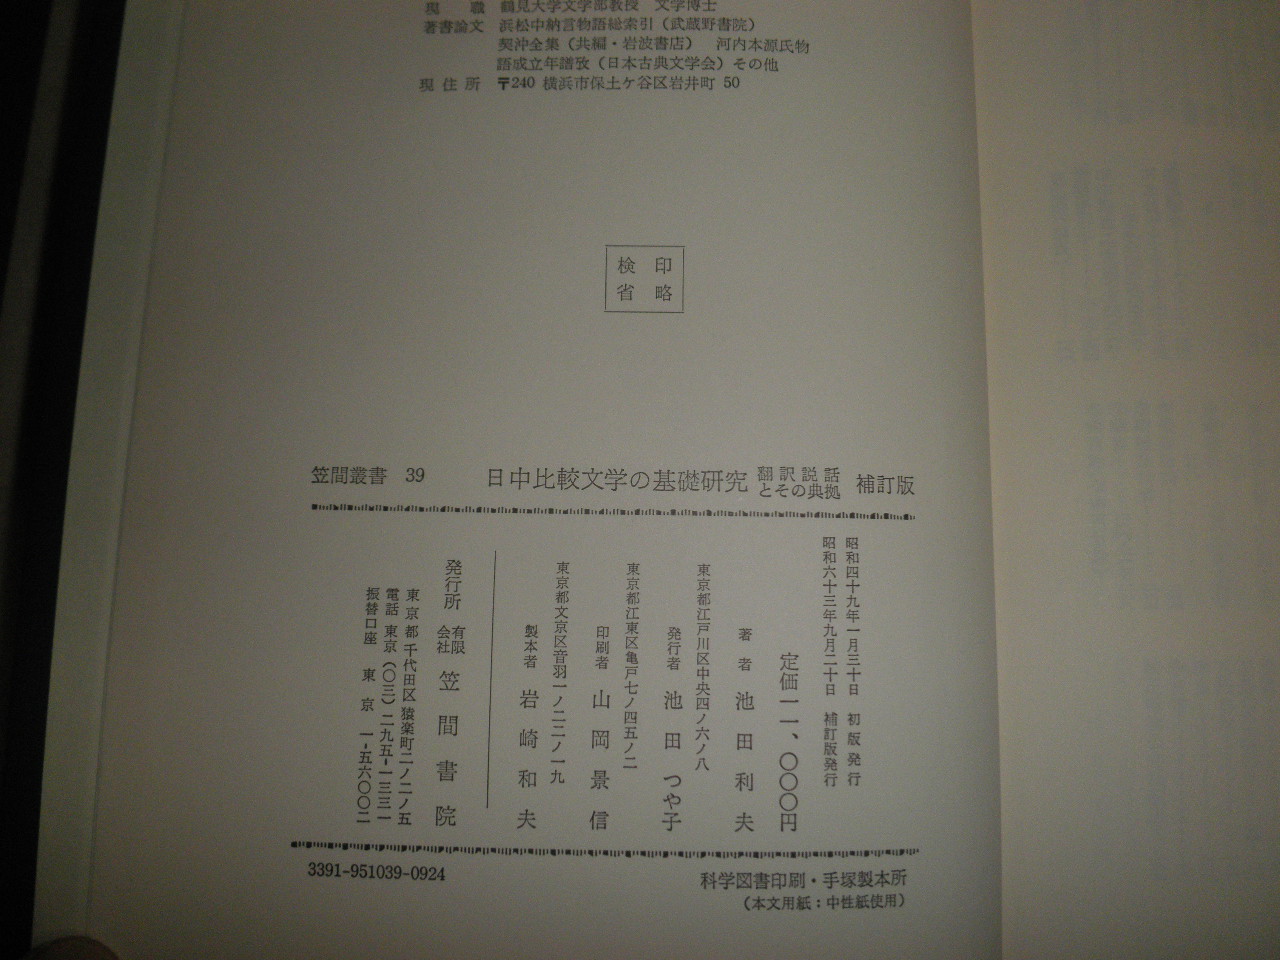 現職 鶴見大学文学部教授 文学博士
著書論文 浜松中納言物語総索引（武蔵野書院）
契沖全集（共編・岩波書店） 河内本源氏物
語成立年譜攷（日本古典文学会）その他
現住所 〒240 横浜市保土ケ谷区岩井町 50
検印
省略
笠間叢書 39 日中比較文学の基礎研究 翻訳説話とその典拠 補訂版
昭和四十九年一月三十日 初版発行
昭和六十三年九月二十日 補訂版発行
定価一一、〇〇〇円
著者 池田利夫
東京都江戸川区中央四ノ六ノ八
発行者 池田つや子
東京都江東区亀戸七ノ四五ノ二
印刷者 山岡景信
東京都文京区音羽一ノ二二ノ一九
製本者 岩崎和夫
発行所 有限会社 笠間書院
東京都千代田区猿楽町二ノ二ノ五
電話 東京（〇三）二九五-一三三一
振替口座 東京 一-五六〇〇二
3391-951039-0924
科学図書印刷・手塚製本所
（本文用紙：中性紙使用）